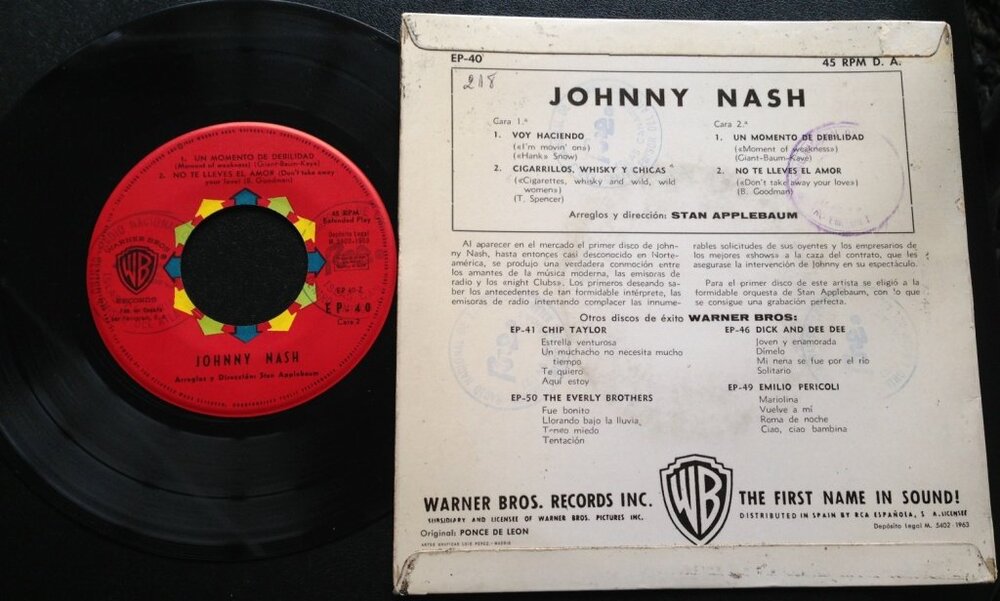 1. UN MOMENTO DE DEBILIDAD
(Moment of weakness) (Giant-Baum-Kaye)
2. NO TE LLEVES EL AMOR (Don't take away
your love) (B. Goodman)
45 RPM
Extended Play
Depósito Legal
WARNER BROS.
WB
RECORDS
EP 40-2
EP - 40
Cara 2
JOHNNY NASH
Arreglos y Dirección: Stan Applebaum
EP-40
45 RPM D. A.
218
JOHNNY NASH
Cara 1.ª
1. VOY HACIENDO
(«I'm movin' on»)
(«Hank» Snow)
2. CIGARRILLOS, WHISKY Y CHICAS
(«Cigarettes, whisky and wild, wild
women»)
(T. Spencer)
Cara 2.ª
1. UN MOMENTO DE DEBILIDAD
(«Moment of weakness»)
(Giant-Baum-Kaye)
2. NO TE LLEVES EL AMOR
(«Don't take away your love»)
(B. Goodman)
Arreglos y dirección: STAN APPLEBAUM
Al aparecer en el mercado el primer disco de John-
ny Nash, hasta entonces casi desconocido en Norte-
américa, se produjo una verdadera conmoción entre
los amantes de la música moderna, las emisoras de
radio y los «night Clubs». Los primeros deseando sa-
ber los antecedentes de tan formidable intérprete, las
emisoras de radio intentando complacer las innume-
rables solicitudes de sus oyentes y los empresarios de
los mejores «shows» a la caza del contrato, que les
asegurase la intervención de Johnny en su espectáculo.
Para el primer disco de este artista se eligió a la
formidable orquesta de Stan Applebaum, con lo que
se consigue una grabación perfecta.
Otros discos de éxito WARNER BROS:
EP-41 CHIP TAYLOR
Estrella venturosa
Un muchacho no necesita mucho
tiempo
Te quiero
Aquí estoy
EP-50 THE EVERLY BROTHERS
Fue bonito
Llorando bajo la lluvia
Tengo miedo
Tentación
EP-46 DICK AND DEE DEE
Joven y enamorada
Dímelo
Mi nena se fue por el río
Solitario
EP-49 EMILIO PERICOLI
Mariolina
Vuelve a mí
Roma de noche
Ciao, ciao bambina
WARNER BROS. RECORDS INC.
SUBSIDIARY AND LICENSEE OF WARNER BROS. PICTURES INC.
Original: PONCE DE LEON
ARTES GRAFICAS LUIS PEREZ.-MADRID
WB
THE FIRST NAME IN SOUND!
DISTRIBUTED IN SPAIN BY RCA ESPAÑOLA, S. A. LICENSEE
Depósito Legal M. 5402 - 1963